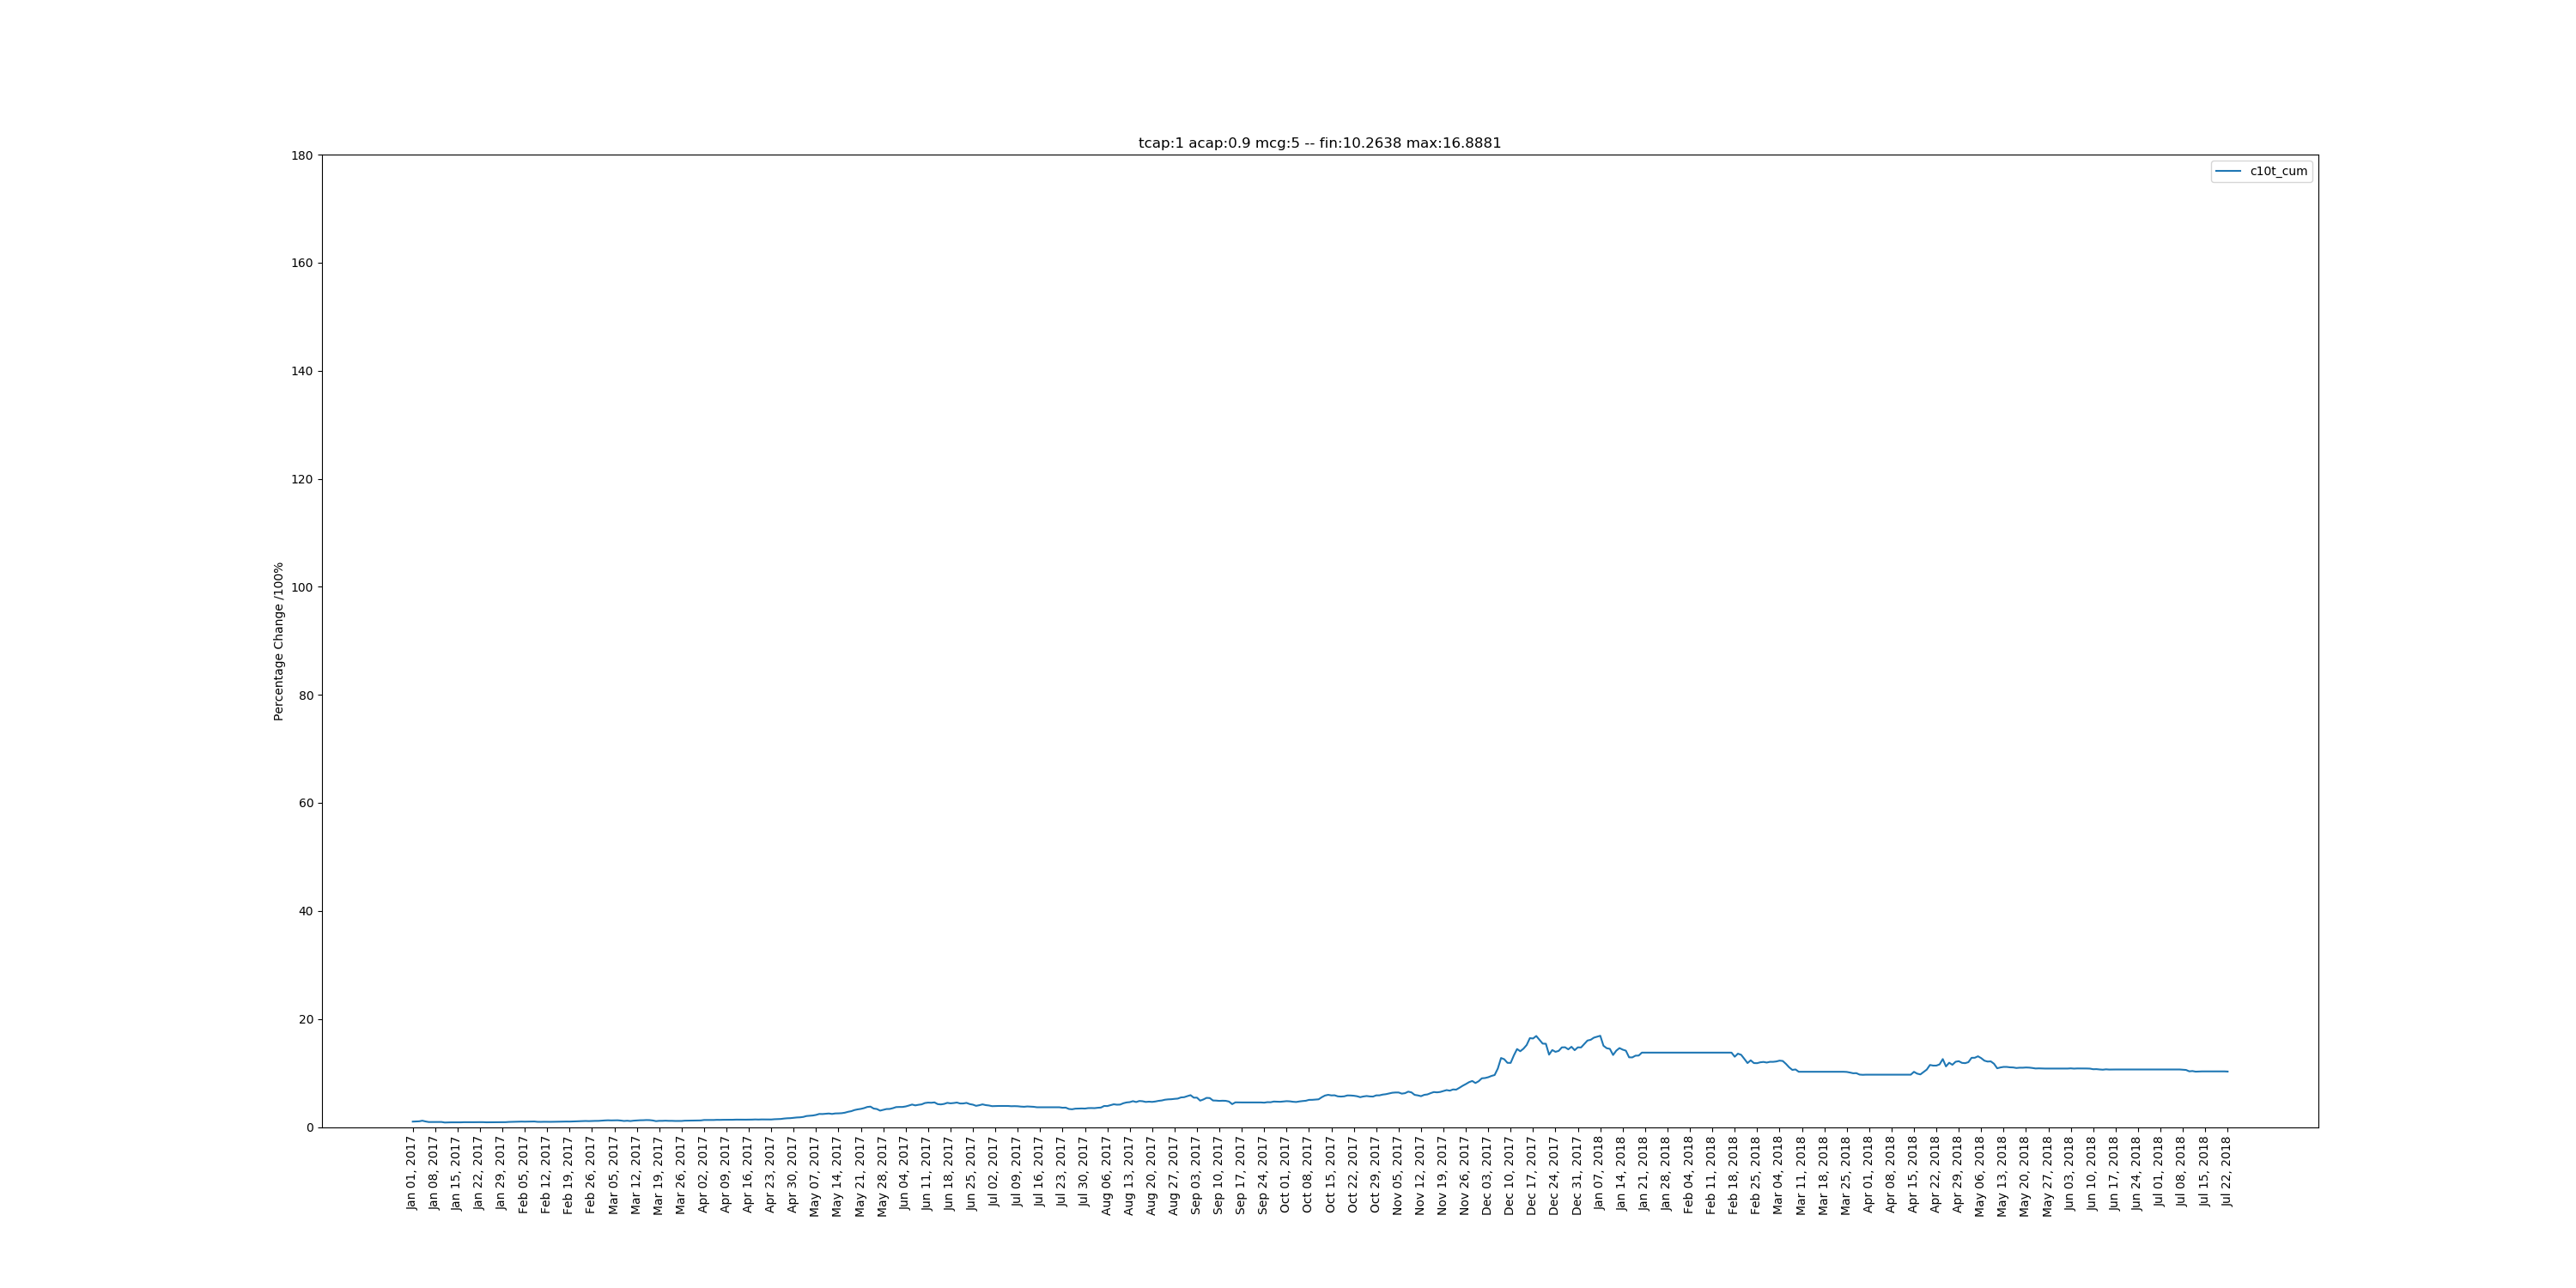 tcap:1 acap:0.9 mcg:5 -- fin:10.2638 max:16.8881
c10t_cum
Percentage Change /100%
180
160
140
120
100
80
60
40
20
0
Jan 01, 2017
Jan 08, 2017
Jan 15, 2017
Jan 22, 2017
Jan 29, 2017
Feb 05, 2017
Feb 12, 2017
Feb 19, 2017
Feb 26, 2017
Mar 05, 2017
Mar 12, 2017
Mar 19, 2017
Mar 26, 2017
Apr 02, 2017
Apr 09, 2017
Apr 16, 2017
Apr 23, 2017
Apr 30, 2017
May 07, 2017
May 14, 2017
May 21, 2017
May 28, 2017
Jun 04, 2017
Jun 11, 2017
Jun 18, 2017
Jun 25, 2017
Jul 02, 2017
Jul 09, 2017
Jul 16, 2017
Jul 23, 2017
Jul 30, 2017
Aug 06, 2017
Aug 13, 2017
Aug 20, 2017
Aug 27, 2017
Sep 03, 2017
Sep 10, 2017
Sep 17, 2017
Sep 24, 2017
Oct 01, 2017
Oct 08, 2017
Oct 15, 2017
Oct 22, 2017
Oct 29, 2017
Nov 05, 2017
Nov 12, 2017
Nov 19, 2017
Nov 26, 2017
Dec 03, 2017
Dec 10, 2017
Dec 17, 2017
Dec 24, 2017
Dec 31, 2017
Jan 07, 2018
Jan 14, 2018
Jan 21, 2018
Jan 28, 2018
Feb 04, 2018
Feb 11, 2018
Feb 18, 2018
Feb 25, 2018
Mar 04, 2018
Mar 11, 2018
Mar 18, 2018
Mar 25, 2018
Apr 01, 2018
Apr 08, 2018
Apr 15, 2018
Apr 22, 2018
Apr 29, 2018
May 06, 2018
May 13, 2018
May 20, 2018
May 27, 2018
Jun 03, 2018
Jun 10, 2018
Jun 17, 2018
Jun 24, 2018
Jul 01, 2018
Jul 08, 2018
Jul 15, 2018
Jul 22, 2018